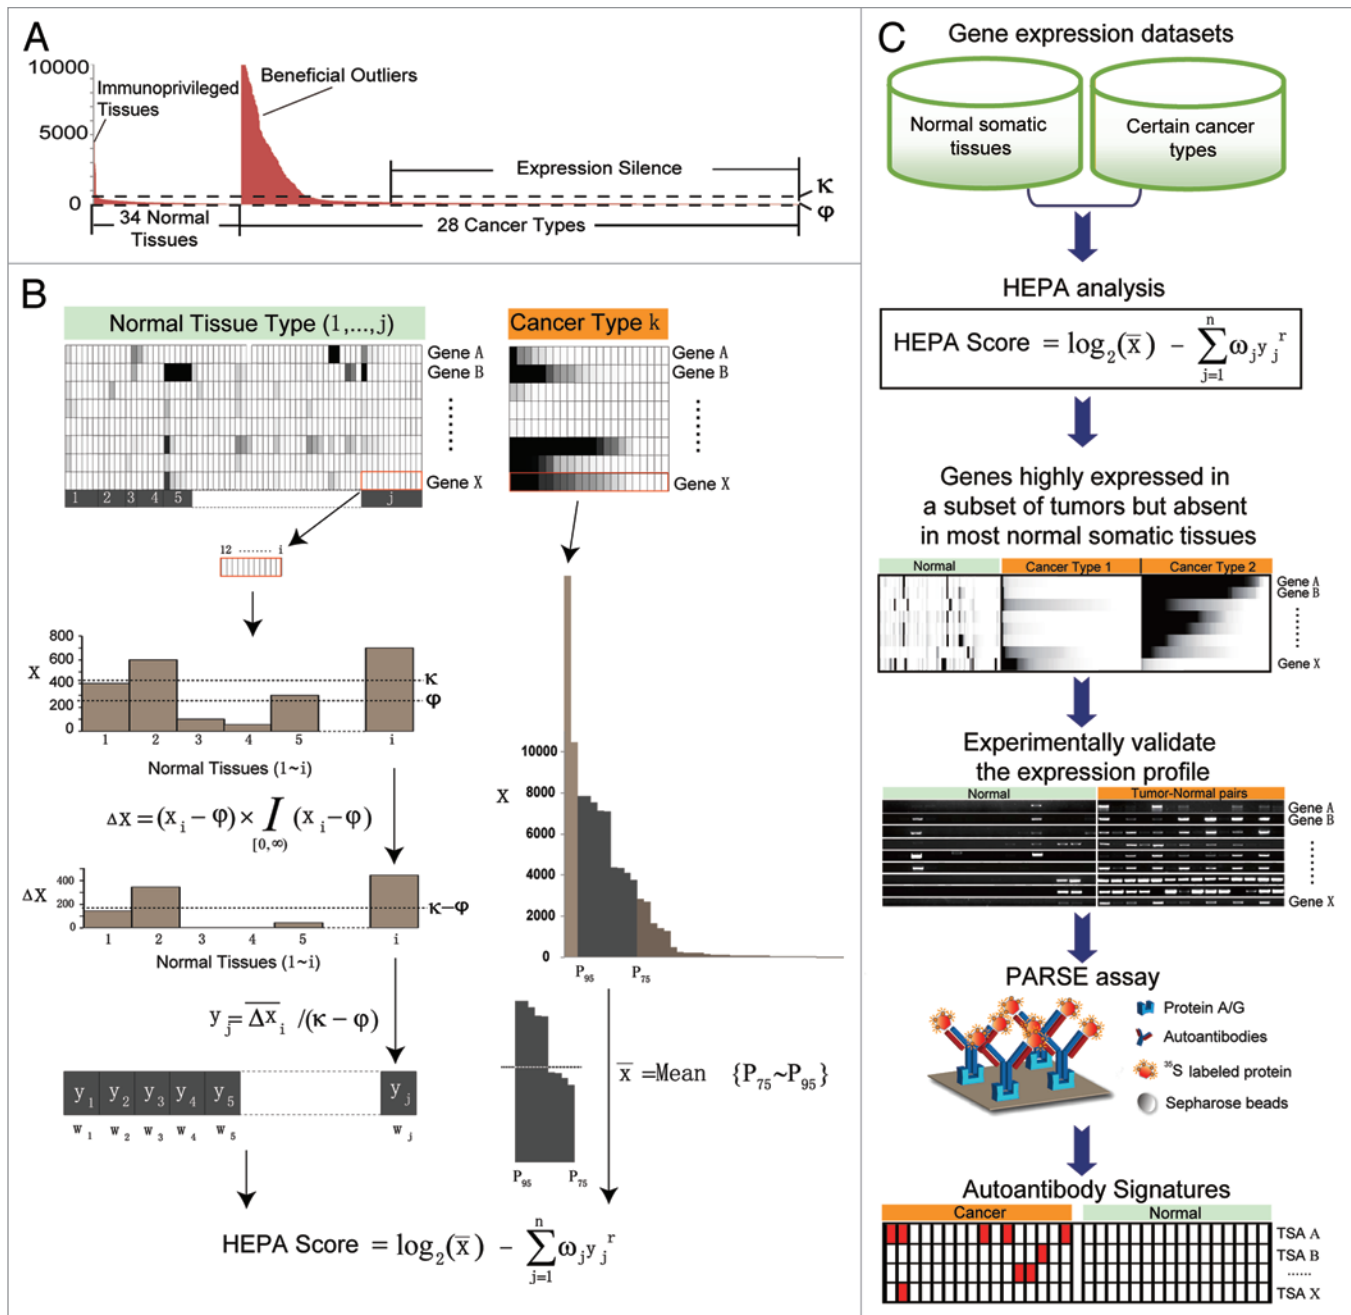 A
10000
5000
0
Immunoprivileged
Tissues
Beneficial Outliers
Expression Silence
κ
φ
34 Normal
Tissues
28 Cancer Types
B
Normal Tissue Type (1,...,j)
Cancer Type k
Gene A
Gene B
Gene X
1 2 3 4 5 j
Gene A
Gene B
Gene X
12 ........ i
800
600
400
200
0
X
κ
φ
1 2 3 4 5 i
Normal Tissues (1~i)
ΔX = (x_i − φ) × I (x_i − φ)
[0,∞)
400
200
0
ΔX
κ−φ
1 2 3 4 5 i
Normal Tissues (1~i)
y_j = \overline{Δx}_i /(κ − φ)
y_1 y_2 y_3 y_4 y_5 y_j
w_1 w_2 w_3 w_4 w_5 w_j
10000
8000
6000
4000
2000
0
X
P_95 P_75
P_95 P_75
x̄ =Mean {P_75~P_95}
HEPA Score = log_2(x̄) − ∑_{j=1}^{n} ω_j y_j^r
C
Gene expression datasets
Normal somatic
tissues
Certain cancer
types
HEPA analysis
HEPA Score = log_2(x̄) − ∑_{j=1}^{n} ω_j y_j^r
Genes highly expressed in
a subset of tumors but absent
in most normal somatic tissues
Normal Cancer Type 1 Cancer Type 2
Gene A
Gene B
Gene X
Experimentally validate
the expression profile
Normal Tumor-Normal pairs
Gene A
Gene B
Gene X
PARSE assay
Protein A/G
Autoantibodies
³⁵S labeled protein
Sepharose beads
Autoantibody Signatures
Cancer Normal
TSA A
TSA B
......
TSA X